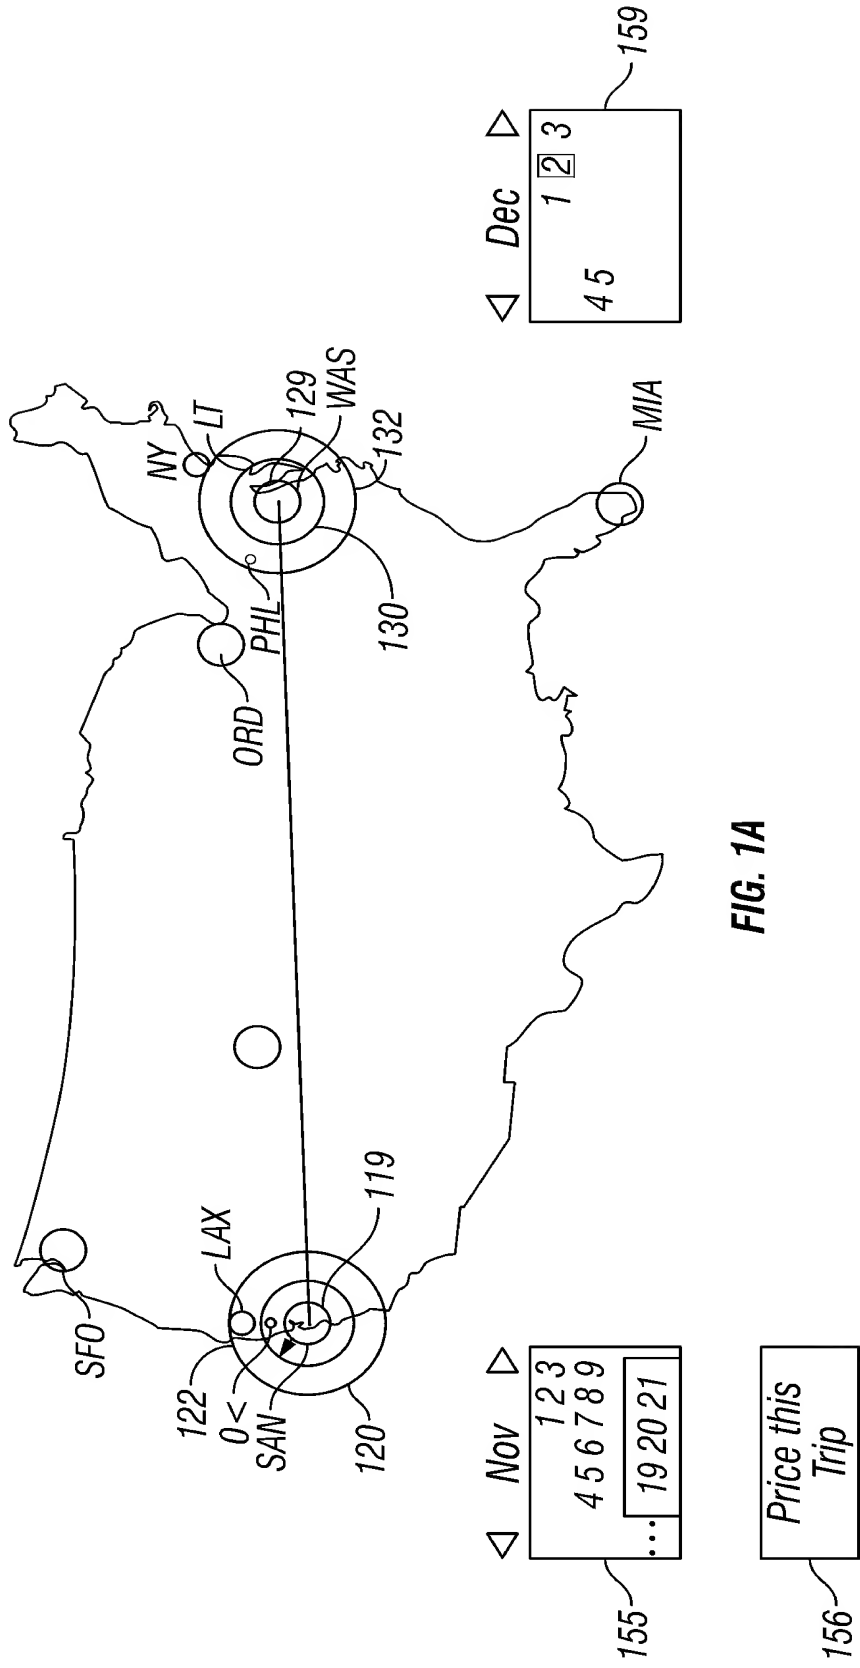 NY
LT
129
WAS
132
130
PHL
ORD
MIA
SFO
LAX
122
0<
SAN
120
119
Nov
1 2 3
4 5 6 7 8 9
.... 19 20 21
155
Dec
1 2 3
4 5
159
Price this
Trip
156
FIG. 1A